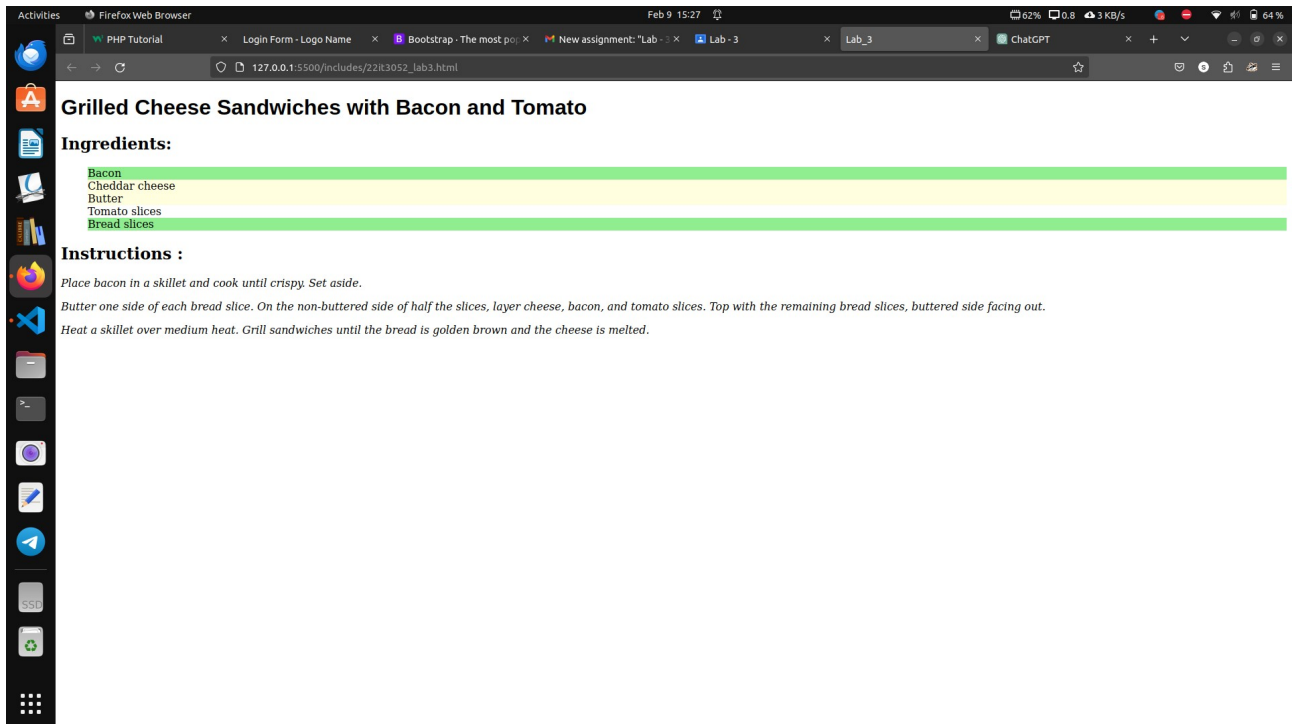 Activities
Firefox Web Browser
Feb 9 15:27
62%
0.8
3 KB/s
64 %
PHP Tutorial
Login Form - Logo Name
Bootstrap · The most pop
New assignment: "Lab - 3
Lab - 3
Lab_3
ChatGPT
127.0.0.1:5500/includes/22it3052_lab3.html
Grilled Cheese Sandwiches with Bacon and Tomato
Ingredients:
Bacon
Cheddar cheese
Butter
Tomato slices
Bread slices
Instructions :
Place bacon in a skillet and cook until crispy. Set aside.
Butter one side of each bread slice. On the non-buttered side of half the slices, layer cheese, bacon, and tomato slices. Top with the remaining bread slices, buttered side facing out.
Heat a skillet over medium heat. Grill sandwiches until the bread is golden brown and the cheese is melted.
SSD